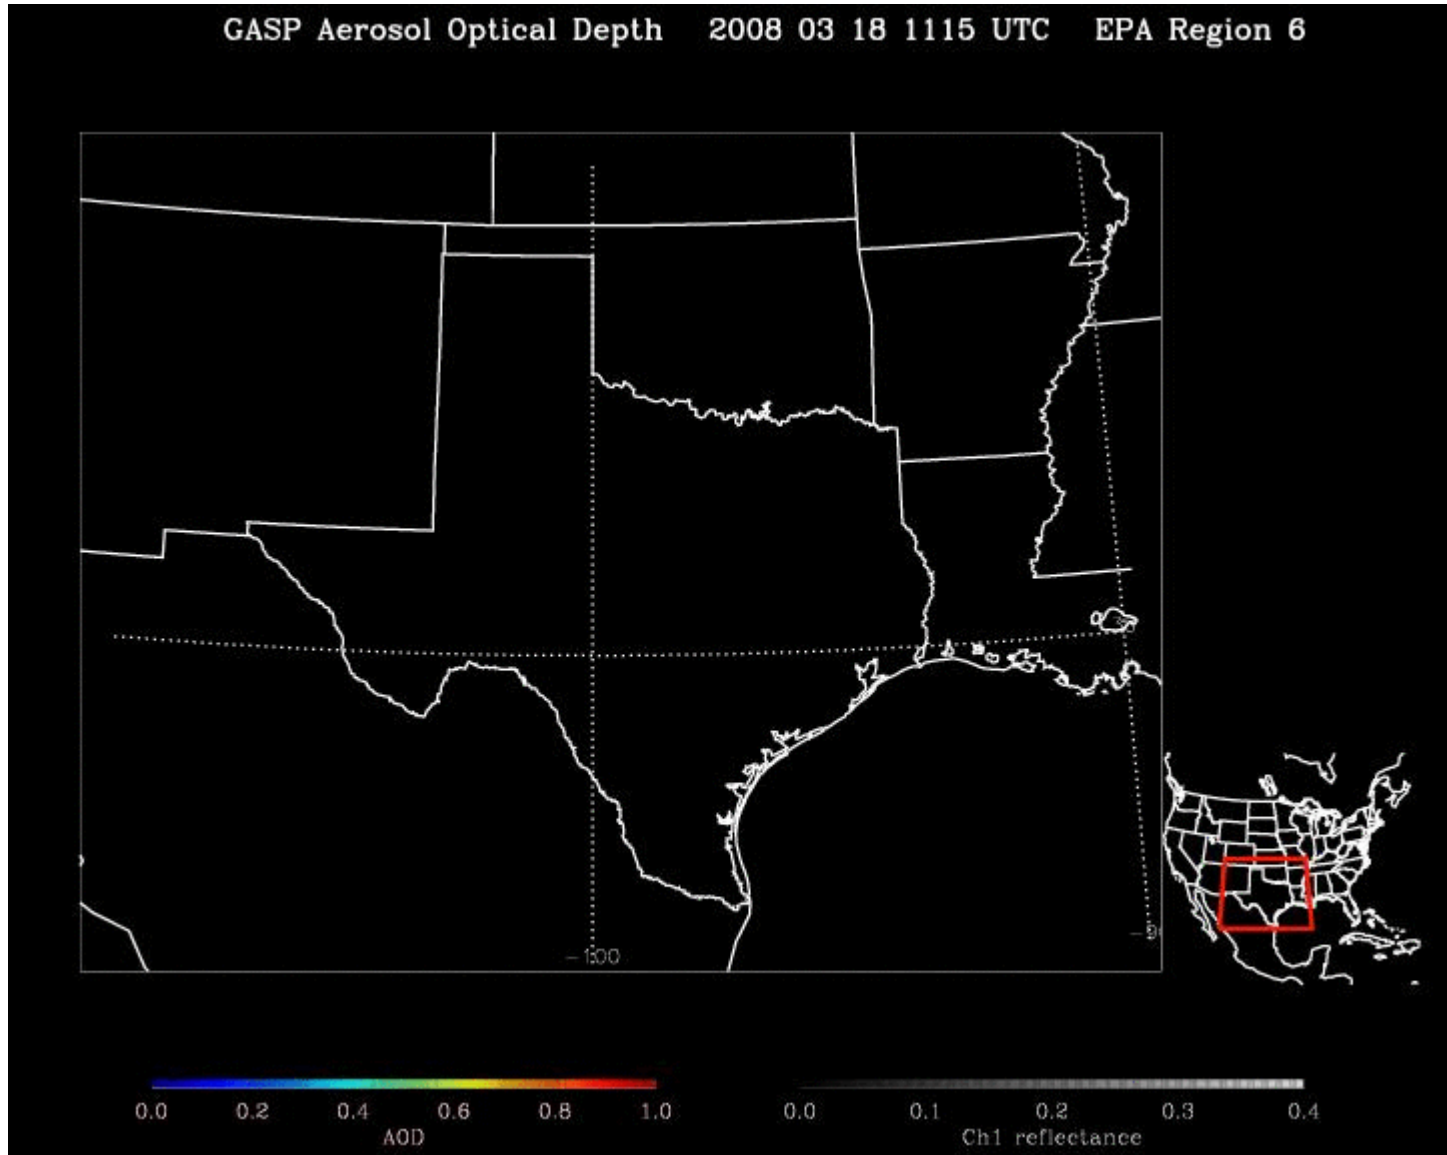 GASP Aerosol Optical Depth 2008 03 18 1115 UTC EPA Region 6
-100
0.0 0.2 0.4 0.6 0.8 1.0
AOD
0.0 0.1 0.2 0.3 0.4
Ch1 reflectance